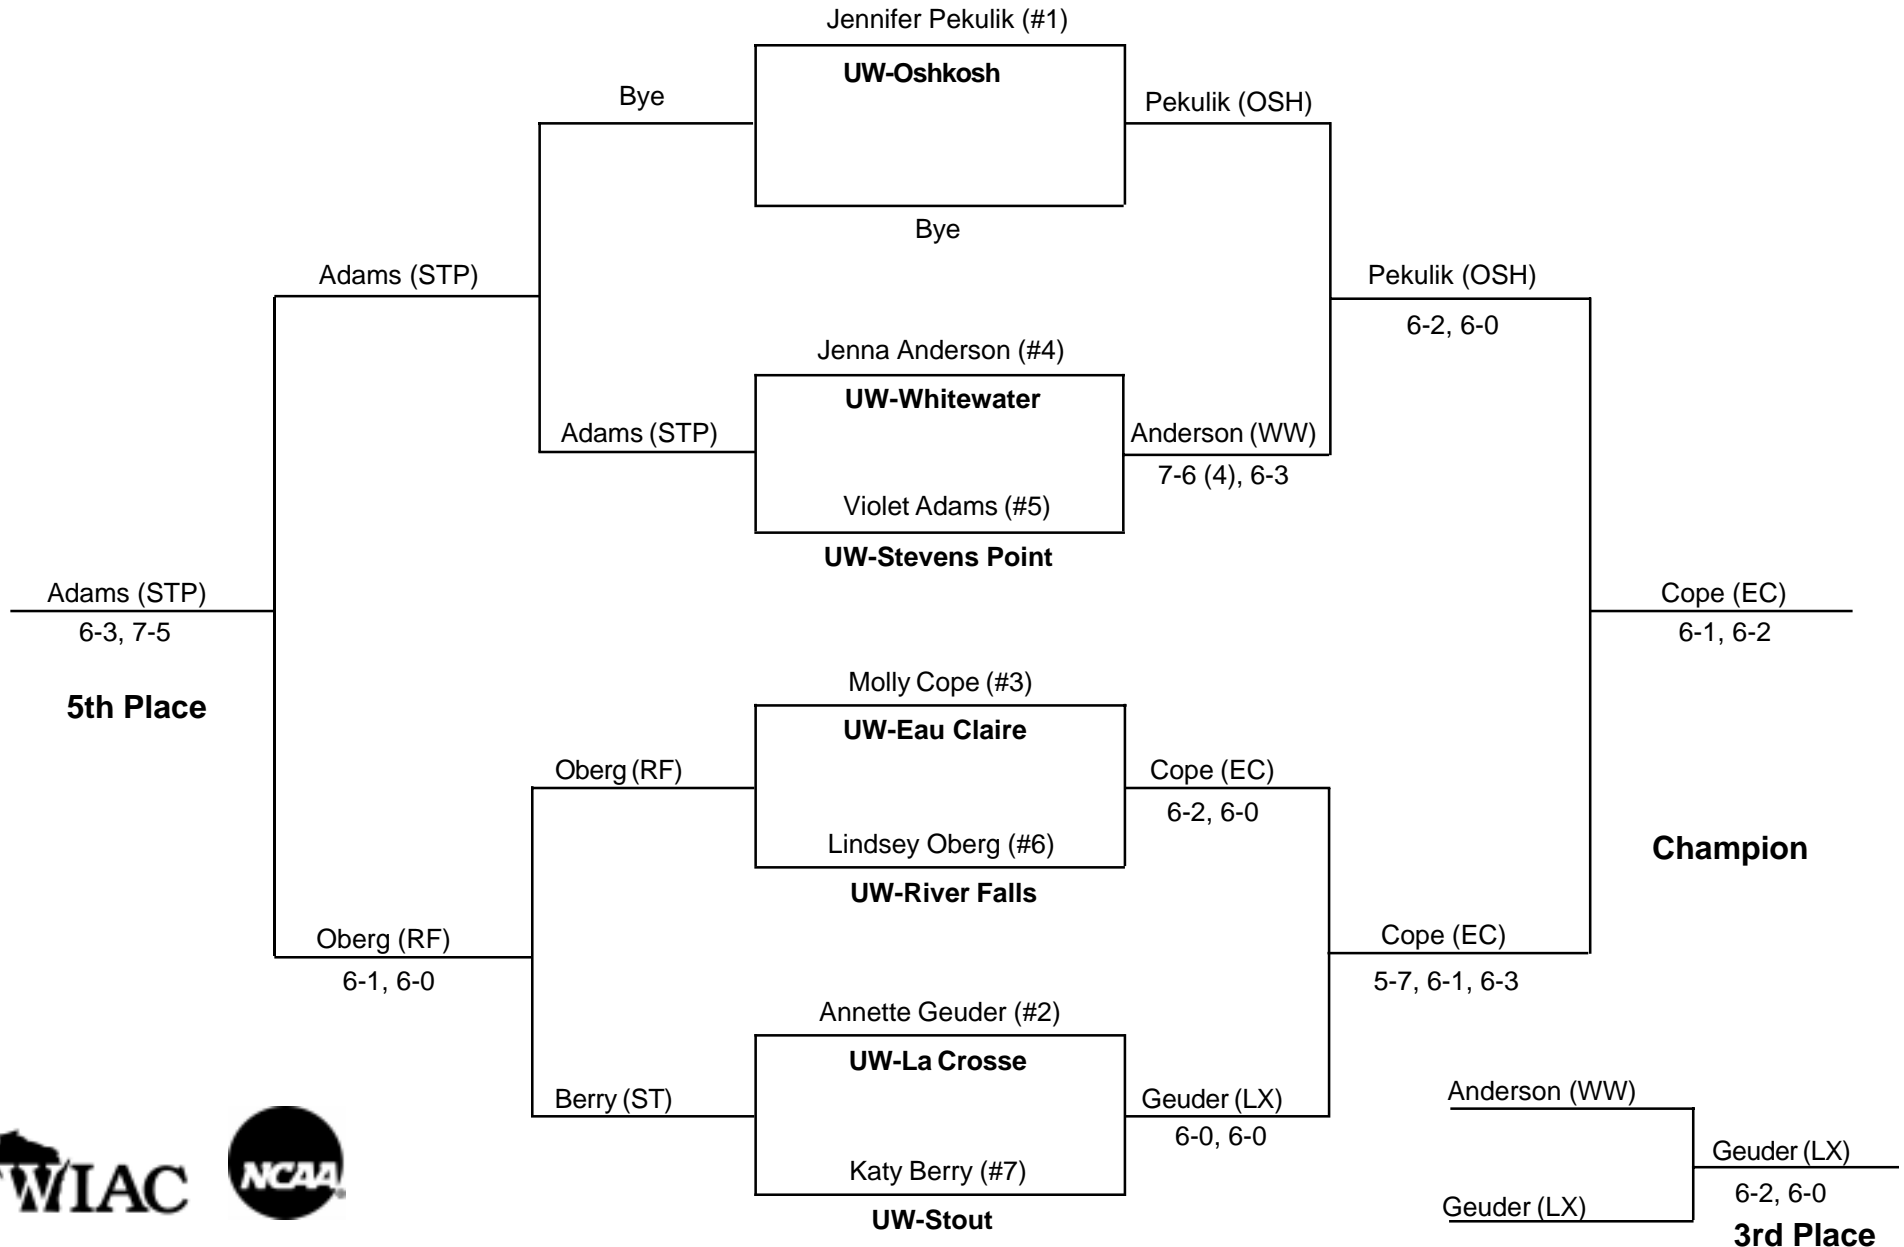 Jennifer Pekulik (#1)
UW-Oshkosh
Bye
Pekulik (OSH)
Bye
Adams (STP)
Pekulik (OSH)
6-2, 6-0
Jenna Anderson (#4)
UW-Whitewater
Adams (STP)
Anderson (WW)
7-6 (4), 6-3
Violet Adams (#5)
UW-Stevens Point
Adams (STP)
6-3, 7-5
5th Place
Cope (EC)
6-1, 6-2
Champion
Molly Cope (#3)
UW-Eau Claire
Oberg (RF)
Cope (EC)
6-2, 6-0
Lindsey Oberg (#6)
UW-River Falls
Oberg (RF)
6-1, 6-0
Cope (EC)
5-7, 6-1, 6-3
Annette Geuder (#2)
UW-La Crosse
Berry (ST)
Geuder (LX)
6-0, 6-0
Katy Berry (#7)
UW-Stout
Anderson (WW)
Geuder (LX)
6-2, 6-0
Geuder (LX)
3rd Place
WIAC
NCAA